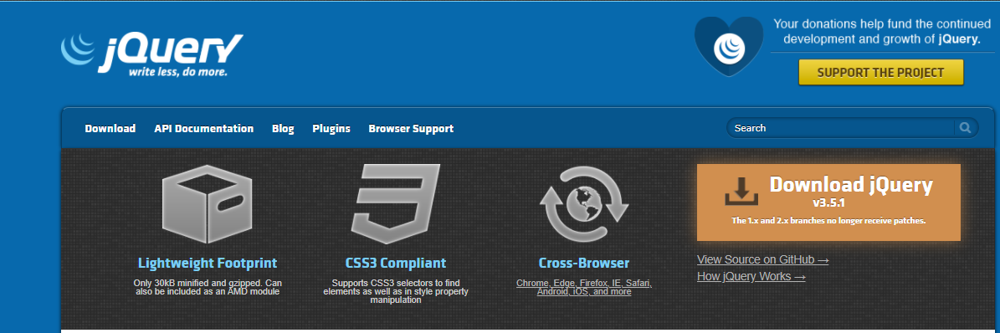 jQuery
write less, do more.
Your donations help fund the continued
development and growth of jQuery.
SUPPORT THE PROJECT
Download API Documentation Blog Plugins Browser Support
Search
Lightweight Footprint
Only 30kB minified and gzipped. Can
also be included as an AMD module
CSS3 Compliant
Supports CSS3 selectors to find
elements as well as in style property
manipulation
Cross-Browser
Chrome, Edge, Firefox, IE, Safari,
Android, iOS, and more
Download jQuery
v3.5.1
The 1.x and 2.x branches no longer receive patches.
View Source on GitHub →
How jQuery Works →